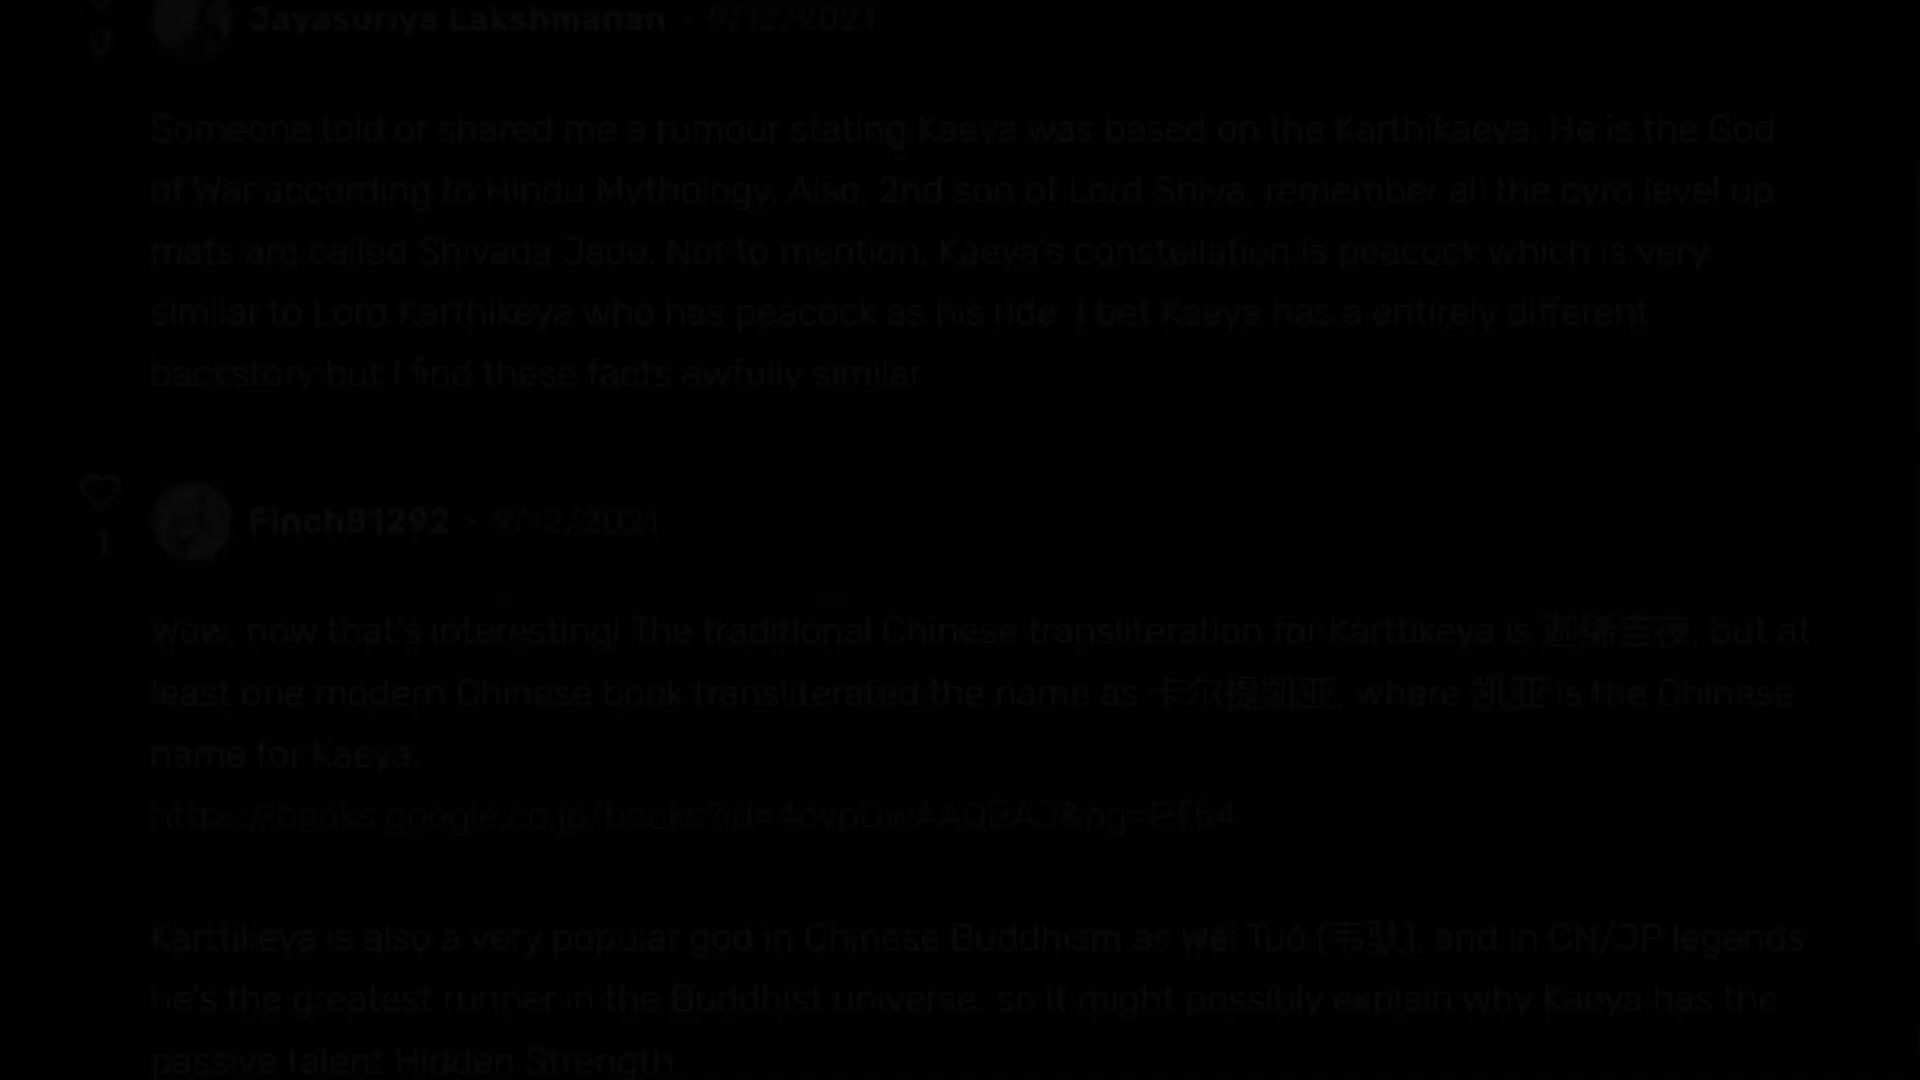 0
Jayasuriya Lakshmanan • 9/12/2021
Someone told or shared me a rumour stating Kaeya was based on the Karthikaeya. He is the God
of War according to Hindu Mythology. Also, 2nd son of Lord Shiva, remember all the cyro level up
mats are called Shivada Jade. Not to mention, Kaeya's constellation is peacock which is very
similar to Lord Karthikeya who has peacock as his ride. I bet Kaeya has a entirely different
backstory but I find these facts awfully similar
1
FinchB1292 • 9/12/2021
Wow, now that's interesting! The traditional Chinese transliteration for Karttikeya is but at
least one modern Chinese book transliterated the name as 卡尔提凯亚, where 凯亚 is the Chinese
name for Kaeya.
Karttikeya is also a very popular god in Chinese Buddhism as Wei Tuó (韦驮), and in CN/JP legends
he's the greatest runner in the Buddhist universe, so it might possibly explain why Kaeya has the
passive talent Hidden Strength